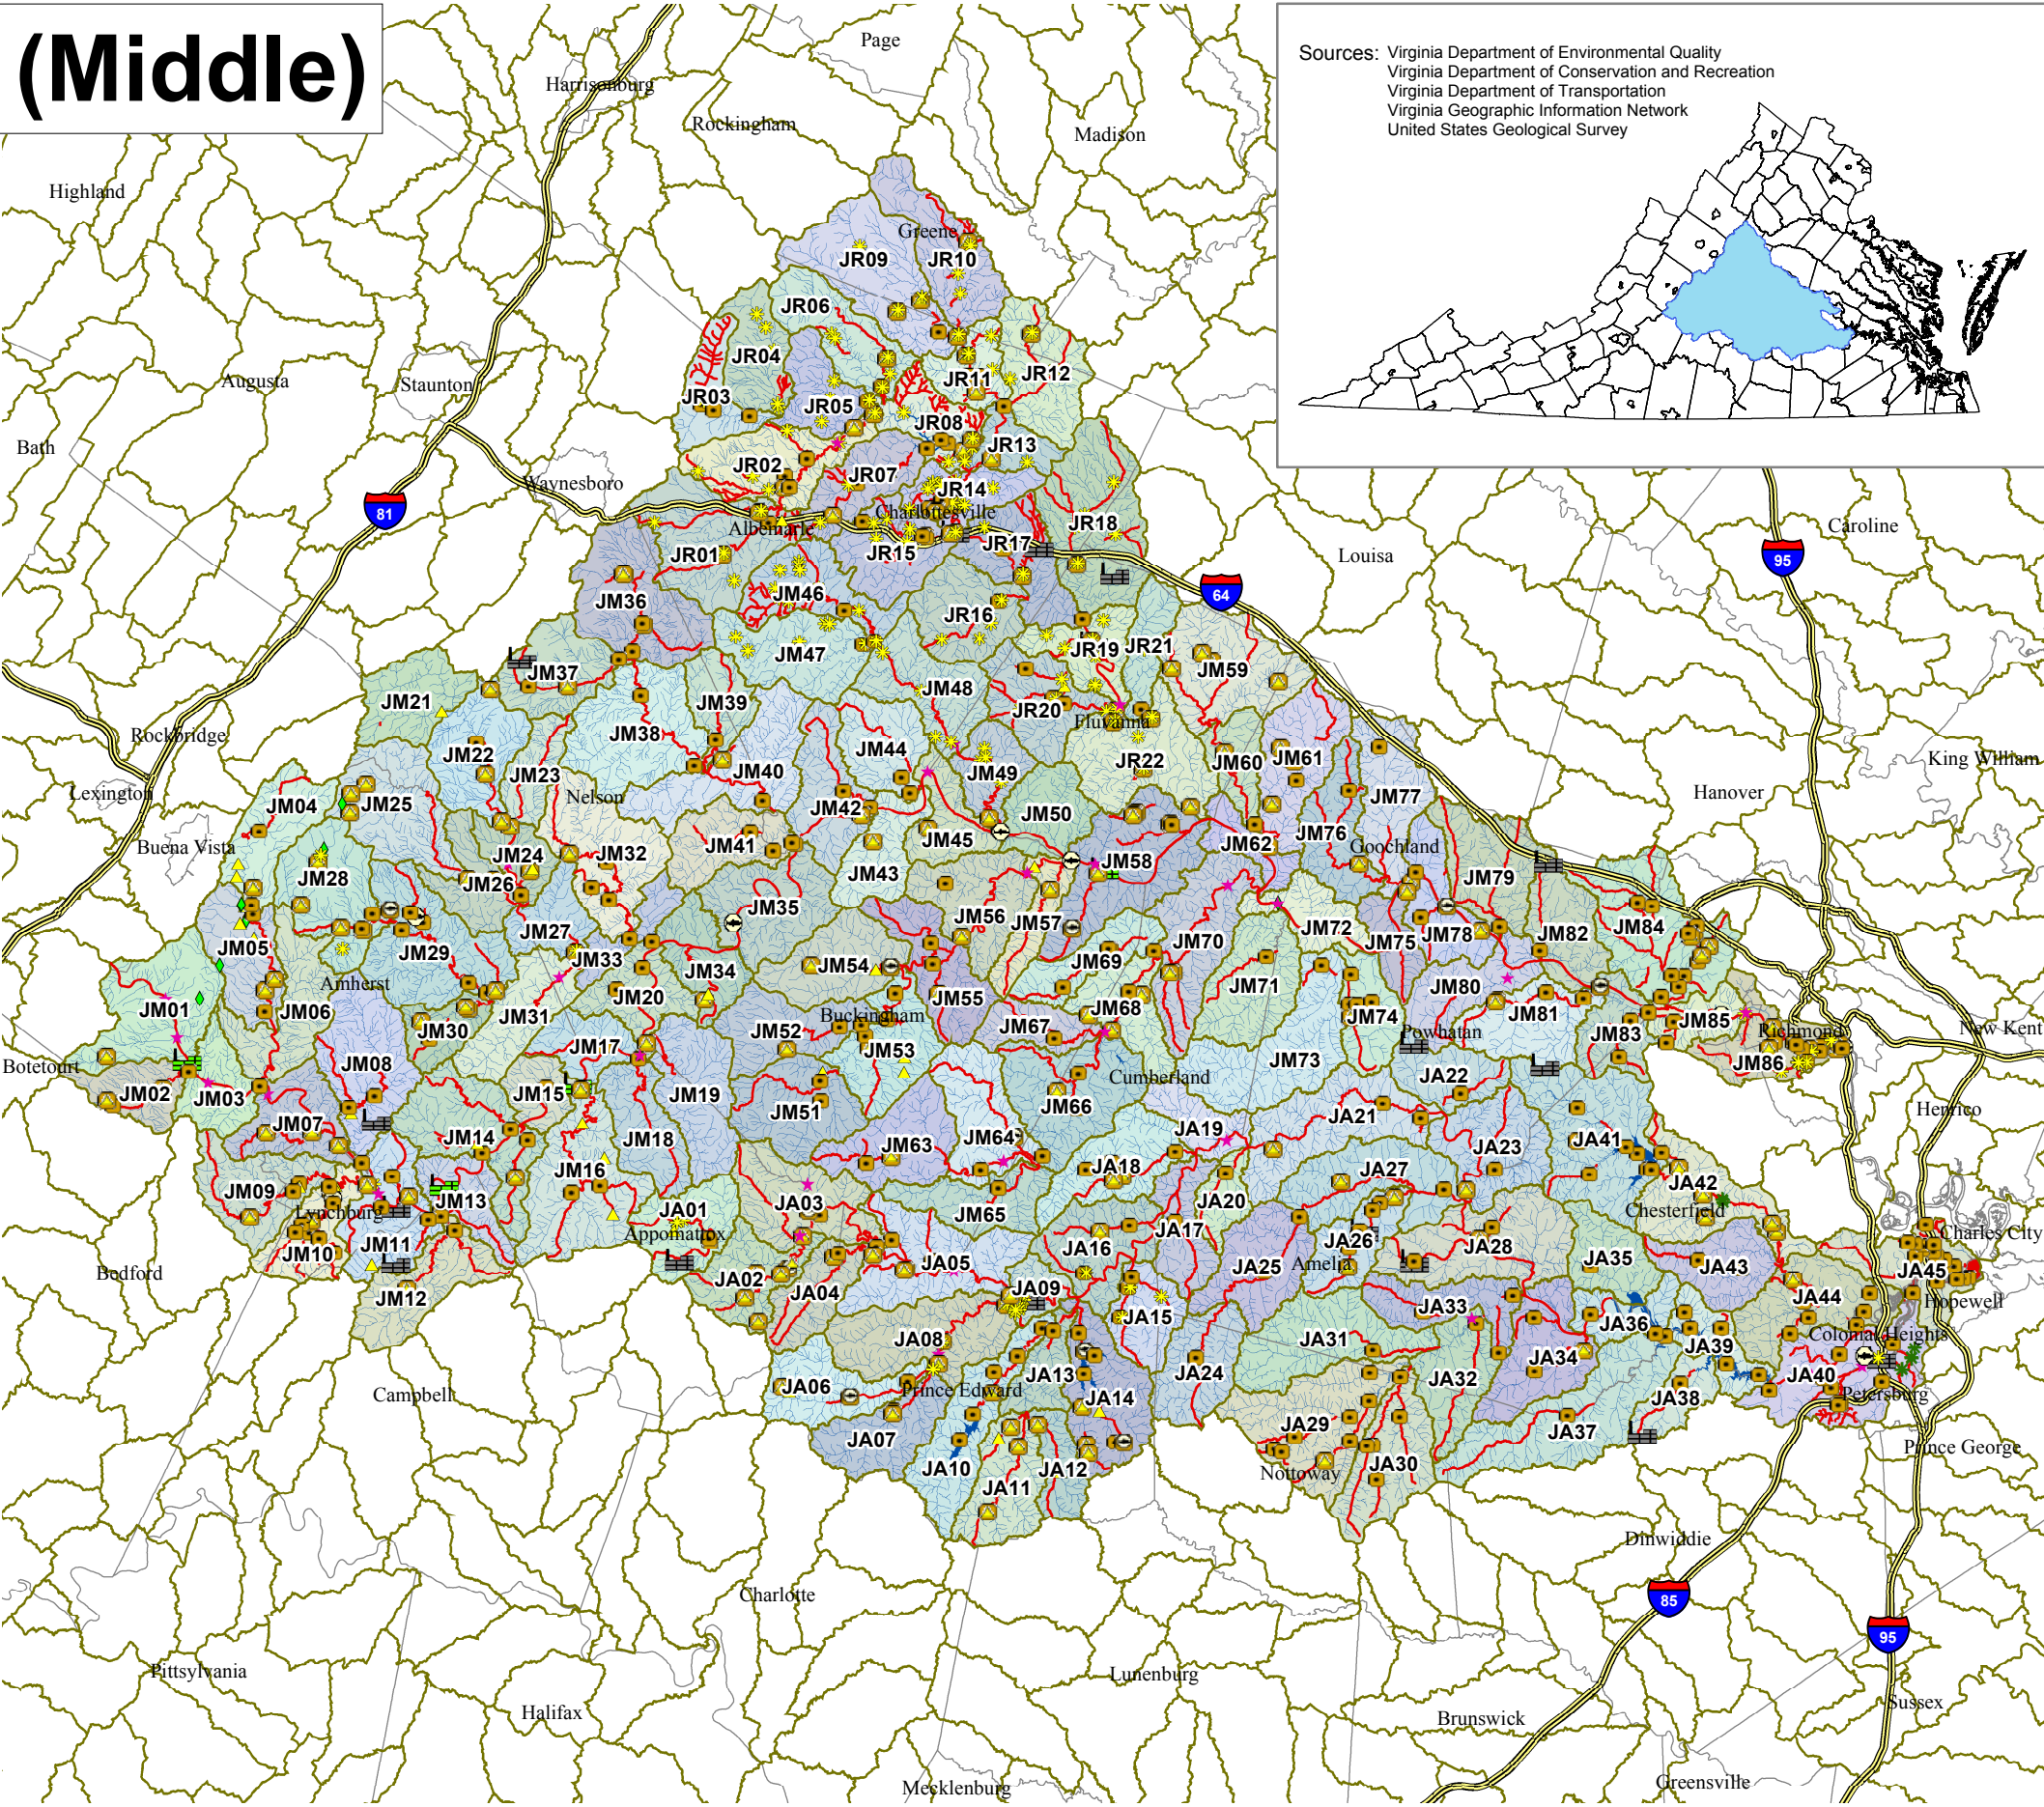 (Middle)
Sources: Virginia Department of Environmental Quality
Virginia Department of Conservation and Recreation
Virginia Department of Transportation
Virginia Geographic Information Network
United States Geological Survey
Page
Harrisonburg
Rockingham
Madison
Highland
Greene
JR09
JR10
JR06
JR04
Augusta
Staunton
JR03
JR05
JR11
JR12
JR08
Bath
JR13
JR02
JR07
Waynesboro
JR14
81
Charlottesville
Albemarle
JR18
Caroline
JR01
JR15
JR17
Louisa
95
64
JM46
JM36
JR16
JM47
JR19
JR21
JM37
JM59
JM48
JM21
JM39
JR20
Fluvanna
Rockbridge
JM38
JM22
JM44
JM23
JM40
JM49
JR22
JM60
JM61
King William
Lexington
Nelson
Hanover
JM04
JM25
JM42
JM50
JM77
JM45
JM76
Buena Vista
JM41
JM62
Goochland
JM24
JM32
JM58
JM28
JM26
JM43
JM79
JM35
JM56
JM57
JM84
JM72
JM27
JM70
JM75
JM78
JM82
JM05
JM29
JM33
JM69
JM54
JM34
Amherst
JM71
JM80
JM20
JM55
JM01
JM06
JM31
JM68
JM74
JM81
Buckingham
JM30
JM52
JM67
Powhatan
JM83
JM85
Richmond
New Kent
JM17
JM53
JM73
JM86
Botetourt
JM08
Cumberland
JA22
JM02
JM03
JM15
JM19
JM51
JM66
Henrico
JM07
JA21
JA19
JM14
JM18
JM63
JM64
JA23
JA41
JM16
JA18
JA27
JM09
JA42
JM13
JA03
JA20
Lynchburg
JA01
JM65
Chesterfield
Appomattox
JA17
Charles City
JM11
JA16
JA26
JA28
JM10
Amelia
JA35
JA25
JA05
JA43
Bedford
JA45
JA02
JA09
JA04
JM12
JA33
JA44
Hopewell
JA15
JA36
JA08
JA31
Colonial Heights
JA39
JA34
JA13
JA24
JA32
JA40
JA06
Prince Edward
Campbell
JA14
JA38
Petersburg
JA29
JA37
JA07
Prince George
JA10
JA12
JA30
Nottoway
JA11
Dinwiddie
Charlotte
85
95
Pittsylvania
Lunenburg
Halifax
Sussex
Brunswick
Greensville
Mecklenburg